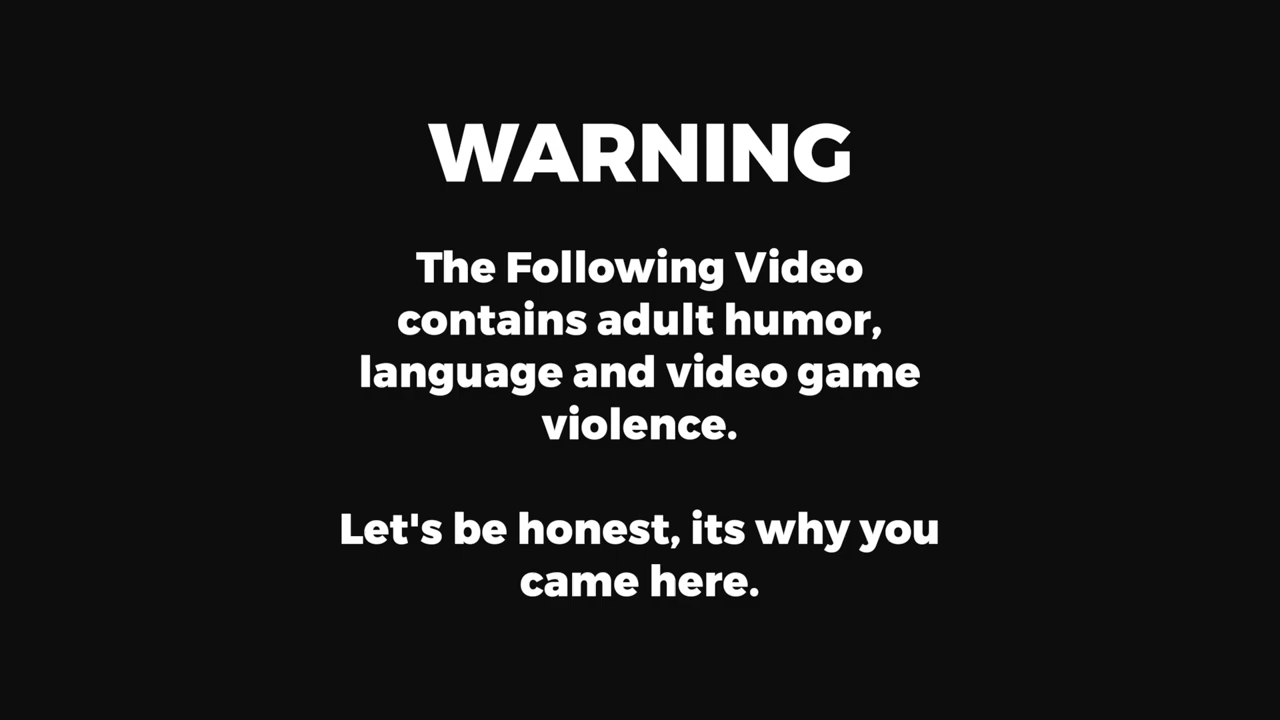 WARNING
The Following Video
contains adult humor,
language and video game
violence.
Let's be honest, its why you
came here.